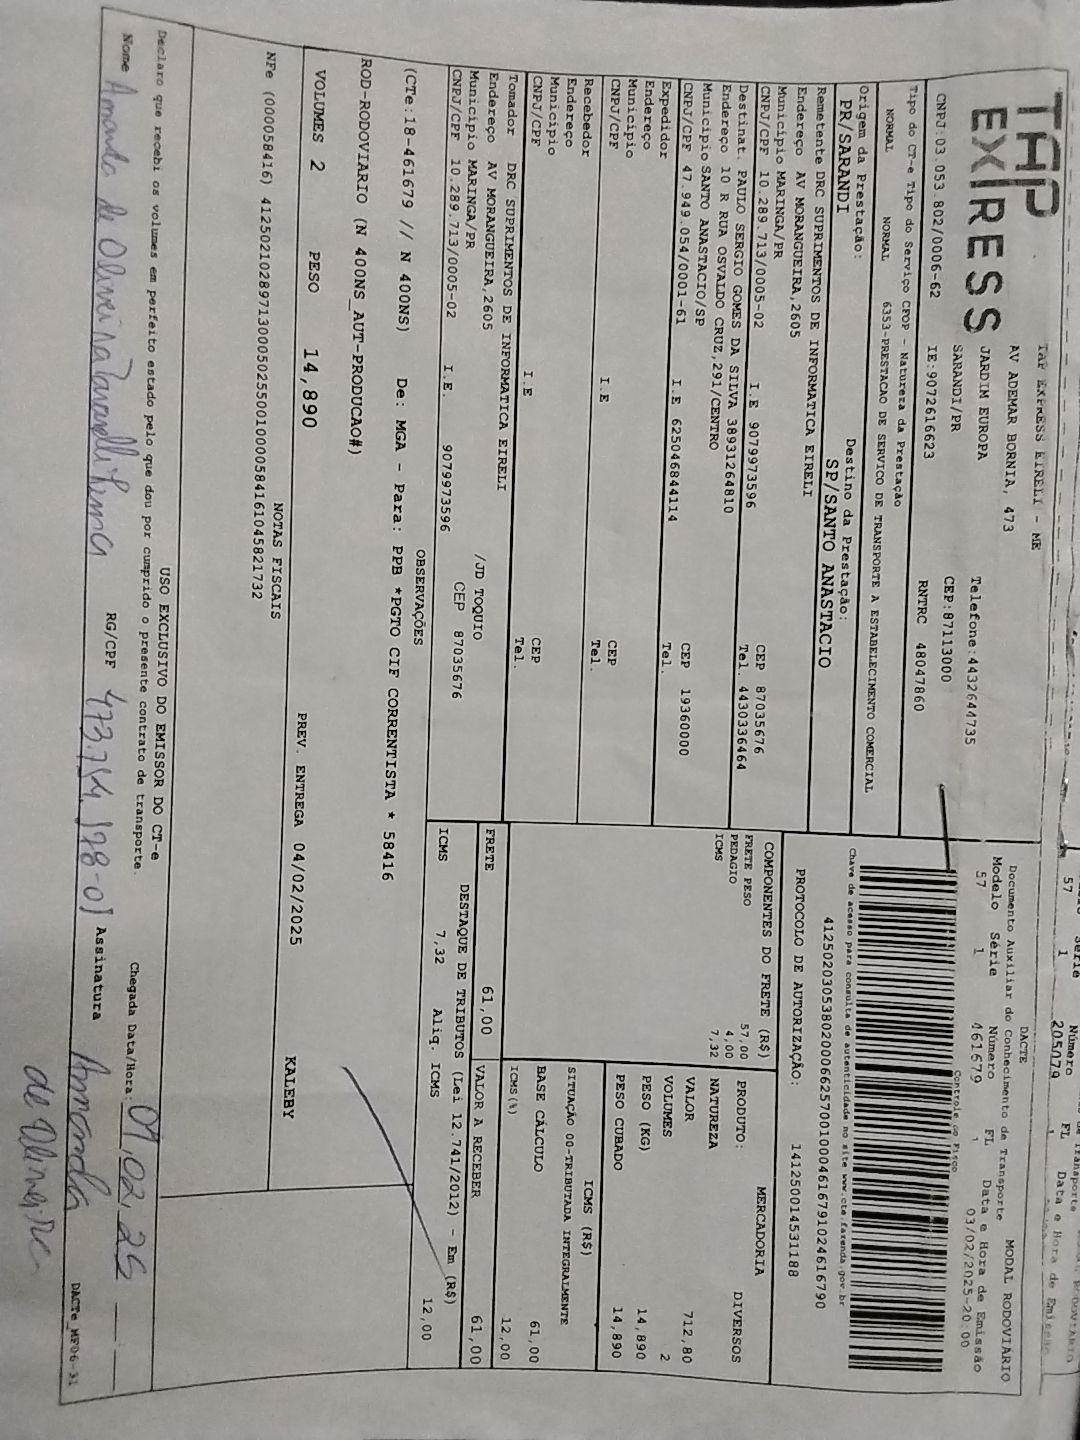 TAP
EXPRESS
TAP EXPRESS EIRELI - ME
AV ADEMAR BORNIA, 473
JARDIM EUROPA
SARANDI/PR
Telefone:4432644735
CEP:87113000
CNPJ:03.053.802/0006-62 IE:9072616623 RNTRC 48047860
Tipo do CT-e Tipo do Serviço CFOP - Natureza da Prestação
NORMAL NORMAL 6353-PRESTACAO DE SERVICO DE TRANSPORTE A ESTABELECIMENTO COMERCIAL
Origem da Prestação: Destino da Prestação:
PR/SARANDI SP/SANTO ANASTACIO
Remetente DRC SUPRIMENTOS DE INFORMATICA EIRELI
Endereço AV MORANGUEIRA,2605
Município MARINGA/PR CEP 87035676
CNPJ/CPF 10.289.713/0005-02 I.E 9079973596 Tel. 4430336464
Destinat. PAULO SERGIO GOMES DA SILVA 38931264810
Endereço 10 R RUA OSVALDO CRUZ,291/CENTRO
Município SANTO ANASTACIO/SP CEP 19360000
CNPJ/CPF 47.949.054/0001-61 I.E 625046844114 Tel.
Expedidor
Endereço
Município CEP
CNPJ/CPF I.E Tel.
Recebedor
Endereço
Município CEP
CNPJ/CPF I.E Tel.
Tomador DRC SUPRIMENTOS DE INFORMATICA EIRELI
Endereço AV MORANGUEIRA,2605 /JD TOQUIO
Município MARINGA/PR CEP 87035676
CNPJ/CPF 10.289.713/0005-02 I.E. 9079973596
DACTE
Documento Auxiliar do Conhecimento de Transporte MODAL RODOVIARIO
Modelo Série Número FL Data e Hora de Emissão
57 1 461679 1 03/02/2025-20:00
Controle do Fisco
Chave de acesso para consulta de autenticidade no site www.cte.fazenda.gov.br
41250203053802000662570010004616791024616790
PROTOCOLO DE AUTORIZAÇÃO: 141250014531188
COMPONENTES DO FRETE (R$)
FRETE PESO 57,00
PEDAGIO 4,00
ICMS 7,32
MERCADORIA
PRODUTO: DIVERSOS
NATUREZA
VALOR 712,80
VOLUMES 2
PESO (KG) 14,890
PESO CUBADO 14,890
ICMS (R$)
SITUAÇÃO 00-TRIBUTADA INTEGRALMENTE
BASE CÁLCULO 61,00
ICMS(%) 12,00
FRETE 61,00 VALOR A RECEBER 61,00
DESTAQUE DE TRIBUTOS (Lei 12.741/2012) - Em (R$)
ICMS 7,32 Aliq. ICMS 12,00
OBSERVAÇÕES
(CTe:18-461679 // N 400NS) De: MGA - Para: PPB *PGTO CIF CORRENTISTA * 58416
ROD-RODOVIARIO (N 400NS_AUT-PRODUCAO#)
VOLUMES 2 PESO 14,890 PREV. ENTREGA 04/02/2025 KALEBY
NOTAS FISCAIS
NFe (000058416) 41250210289713000502550010000584161045821732
USO EXCLUSIVO DO EMISSOR DO CT-e
Declaro que recebi os volumes em perfeito estado pelo que dou por cumprido o presente contrato de transporte. Chegada Data/Hora: 07.02.25
Nome Amanda de Oliveira Lima RG/CPF 473.754.178-01 Assinatura Amanda
DACTe_MF06-31